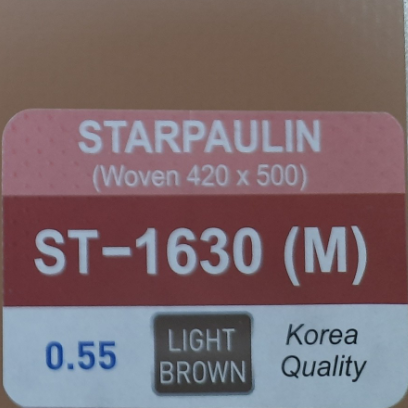 STARPAULIN
(Woven 420 x 500)
ST-1630 (M)
0.55
LIGHT
BROWN
Korea
Quality